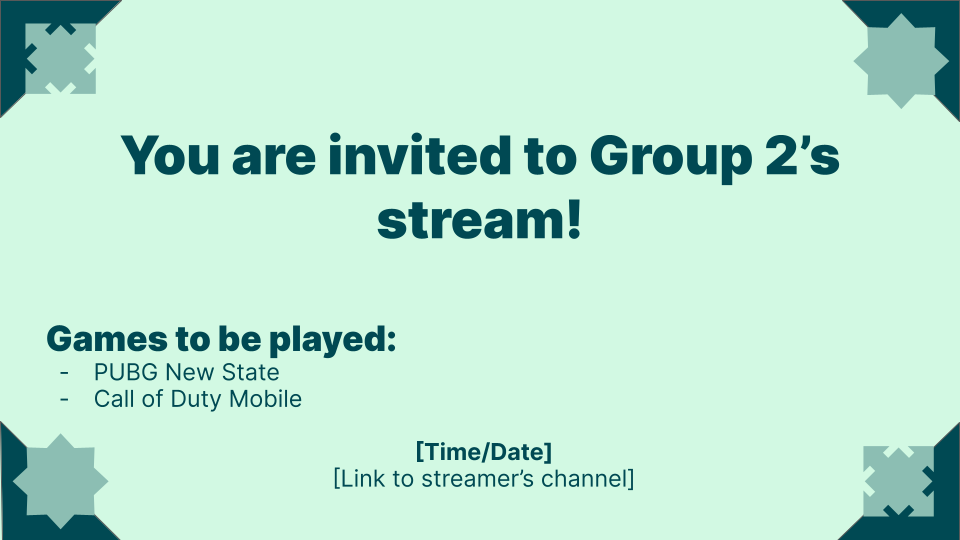 You are invited to Group 2’s
stream!
Games to be played:
- PUBG New State
- Call of Duty Mobile
[Time/Date]
[Link to streamer’s channel]